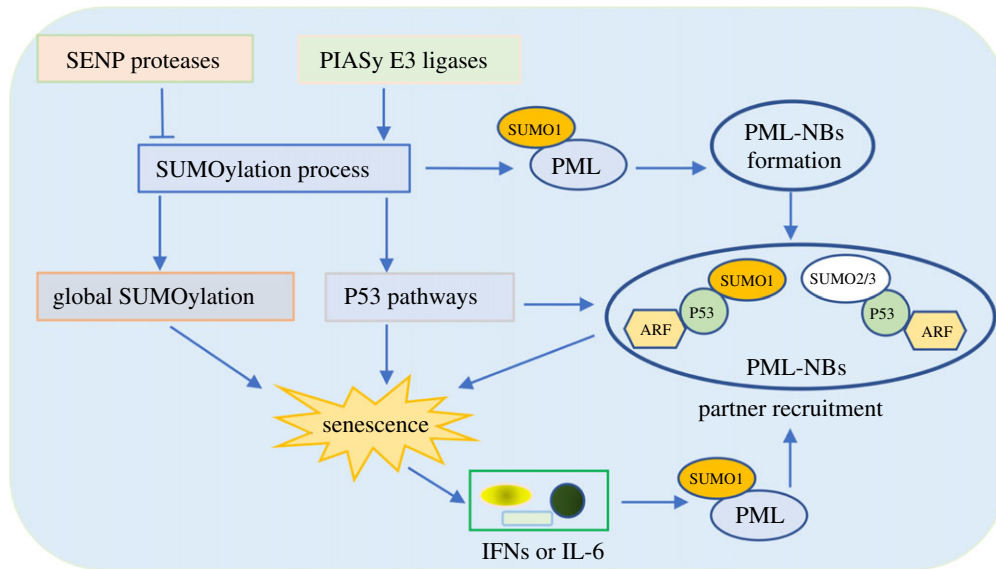 SENP proteases
PIASy E3 ligases
SUMO1
PML
PML-NBs
formation
SUMOylation process
global SUMOylation
P53 pathways
SUMO1
P53
ARF
SUMO2/3
P53
ARF
PML-NBs
partner recruitment
senescence
SUMO1
PML
IFNs or IL-6